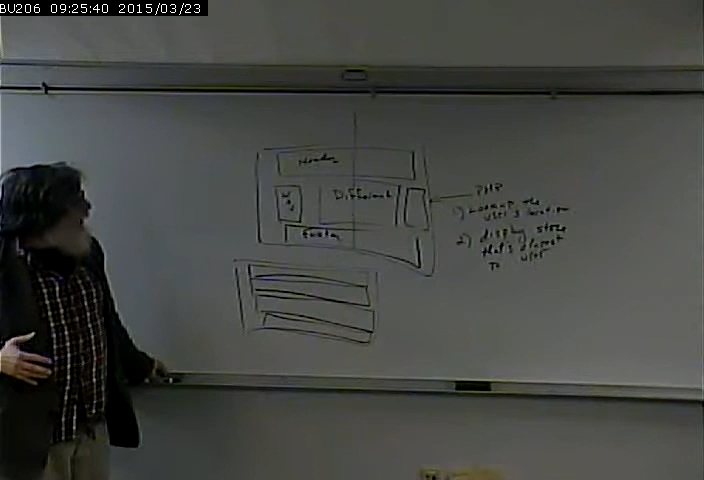 BU206 09:25:40 2015/03/23
Header
Nav
Different
Footer
PHP
1) Lookup the
user's location
2) display store
that's closest
to user